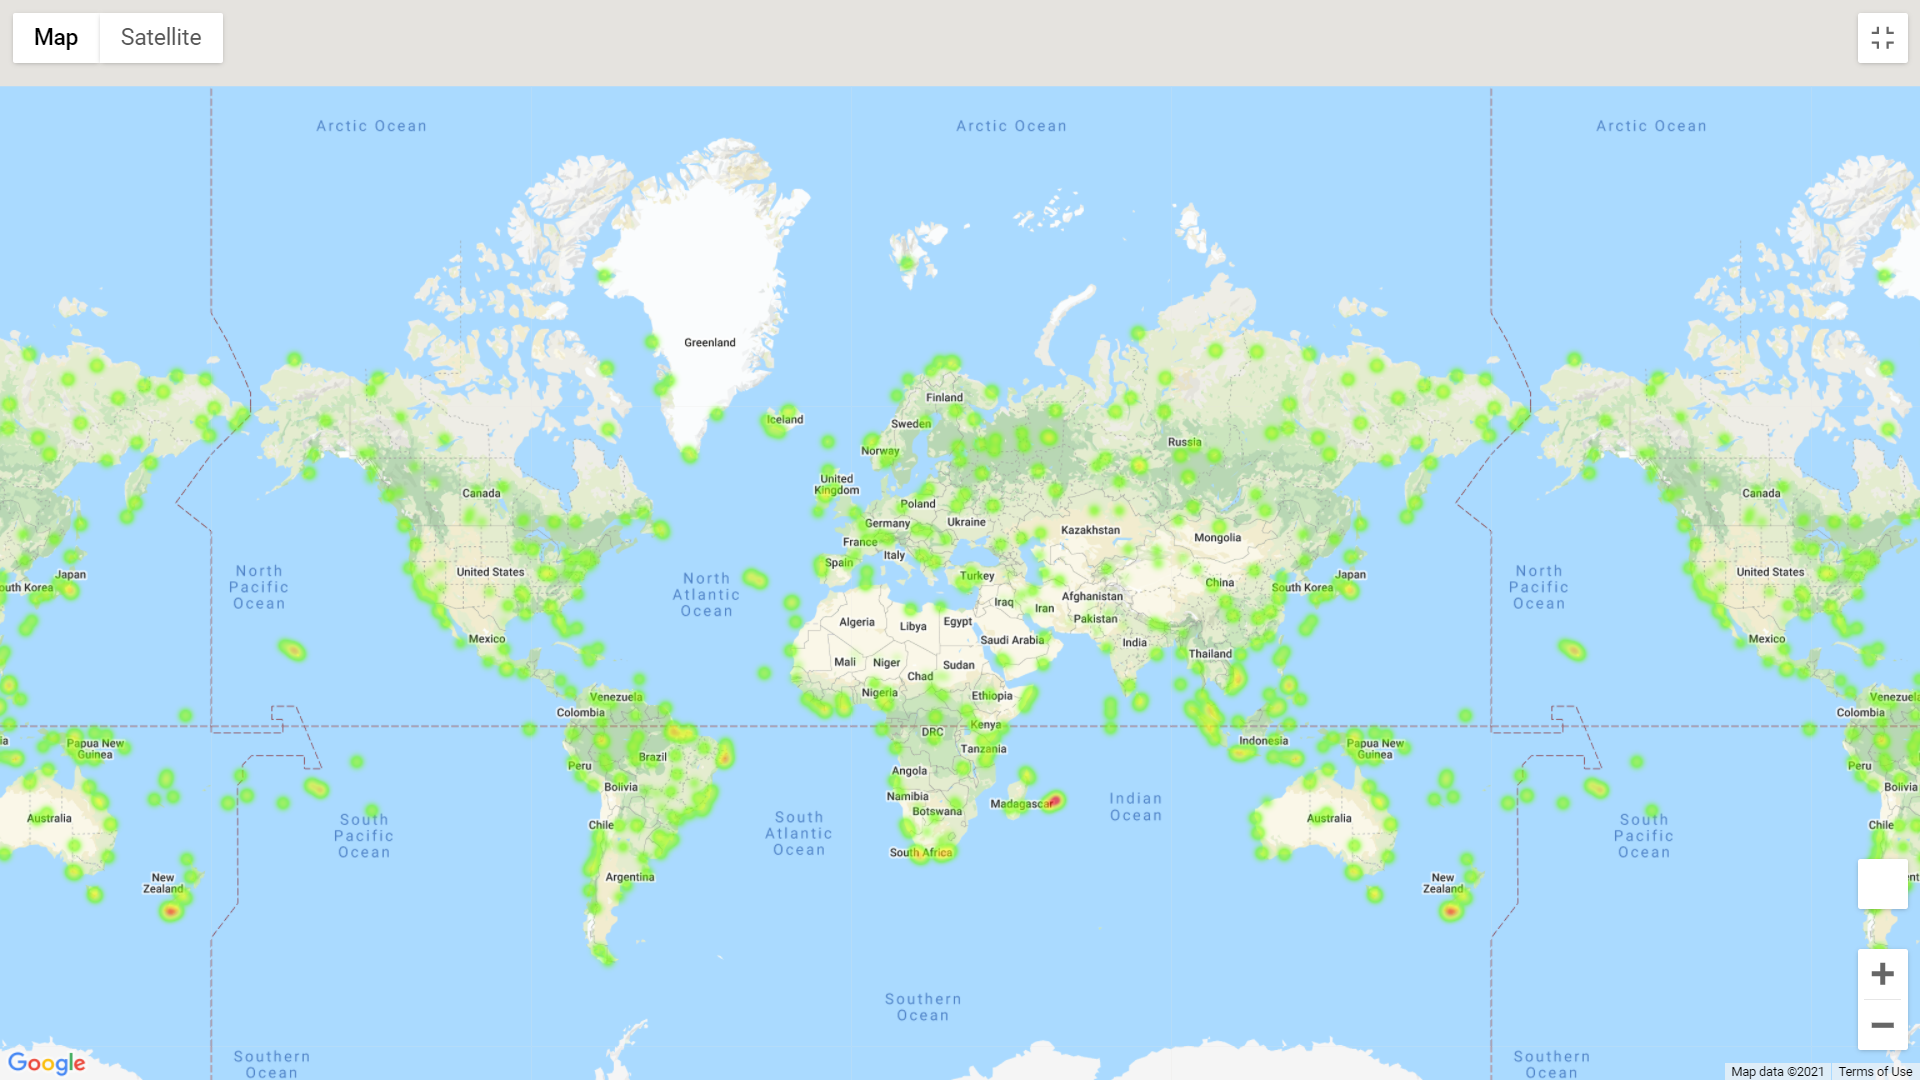 Map
Satellite
Arctic Ocean
Arctic Ocean
Arctic Ocean
Greenland
Iceland
Finland
Sweden
Norway
Russia
United
Kingdom
Canada
Canada
Poland
Germany
Ukraine
France
Kazakhstan
Mongolia
Italy
Spain
Turkey
North
Pacific
Ocean
Japan
outh Korea
United States
North
Atlantic
Ocean
China
South Korea
Japan
North
Pacific
Ocean
United States
Afghanistan
Iraq
Iran
Algeria
Libya
Egypt
Pakistan
Mexico
Saudi Arabia
India
Mexico
Mali
Niger
Sudan
Thailand
Chad
Venezuela
Nigeria
Ethiopia
Venezuela
Colombia
Colombia
Kenya
DRC
Papua New
Guinea
Indonesia
Papua New
Guinea
Tanzania
Brazil
Peru
Peru
Angola
Bolivia
Bolivia
Namibia
Madagascar
Botswana
Indian
Ocean
Australia
South
Pacific
Ocean
Chile
South
Atlantic
Ocean
Australia
South
Pacific
Ocean
Chile
South Africa
New
Zealand
Argentina
New
Zealand
Southern
Ocean
Southern
Ocean
Southern
Ocean
Google
Map data ©2021
Terms of Use